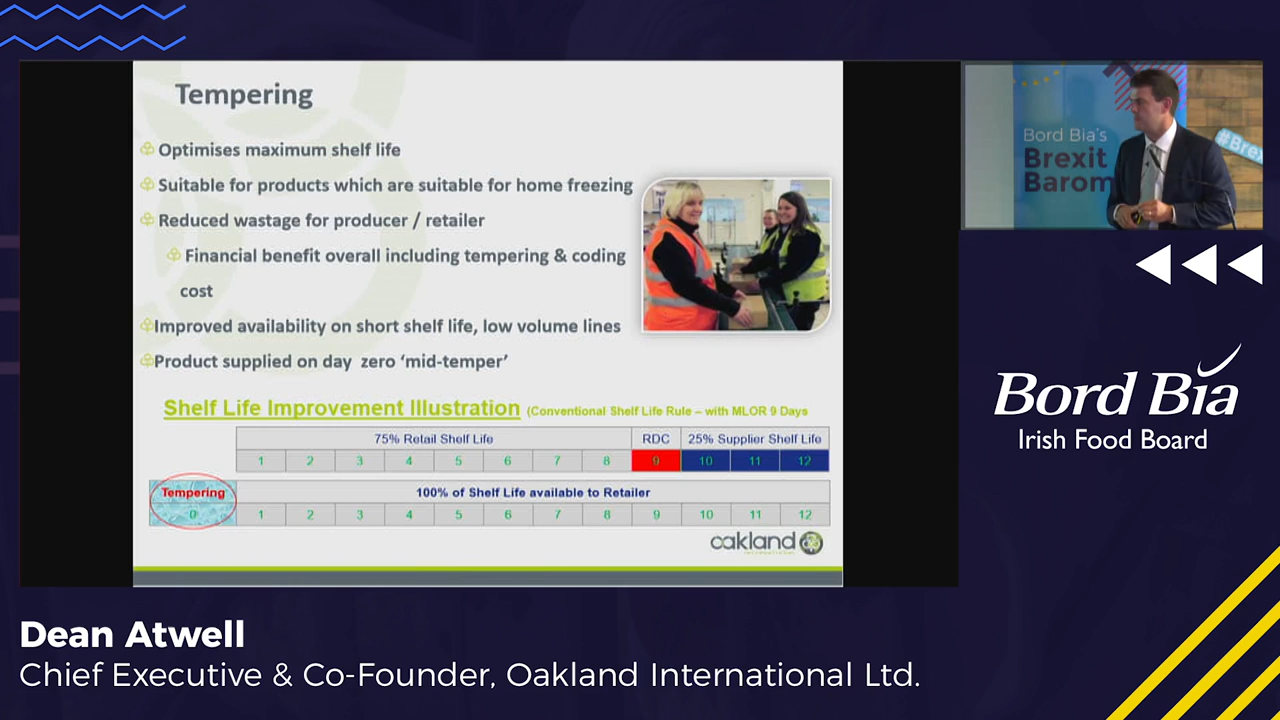 Tempering
Optimises maximum shelf life
Suitable for products which are suitable for home freezing
Reduced wastage for producer / retailer
Financial benefit overall including tempering & coding
cost
Improved availability on short shelf life, low volume lines
Product supplied on day zero ‘mid-temper’
Shelf Life Improvement Illustration (Conventional Shelf Life Rule – with MLOR 9 Days
75% Retail Shelf Life RDC 25% Supplier Shelf Life
1 2 3 4 5 6 7 8 9 10 11 12
Tempering 100% of Shelf Life available to Retailer
0 1 2 3 4 5 6 7 8 9 10 11 12
oakland
Bord Bia's
Brexit
Barom
#Brex
Bord Bia
Irish Food Board
Dean Atwell
Chief Executive & Co-Founder, Oakland International Ltd.